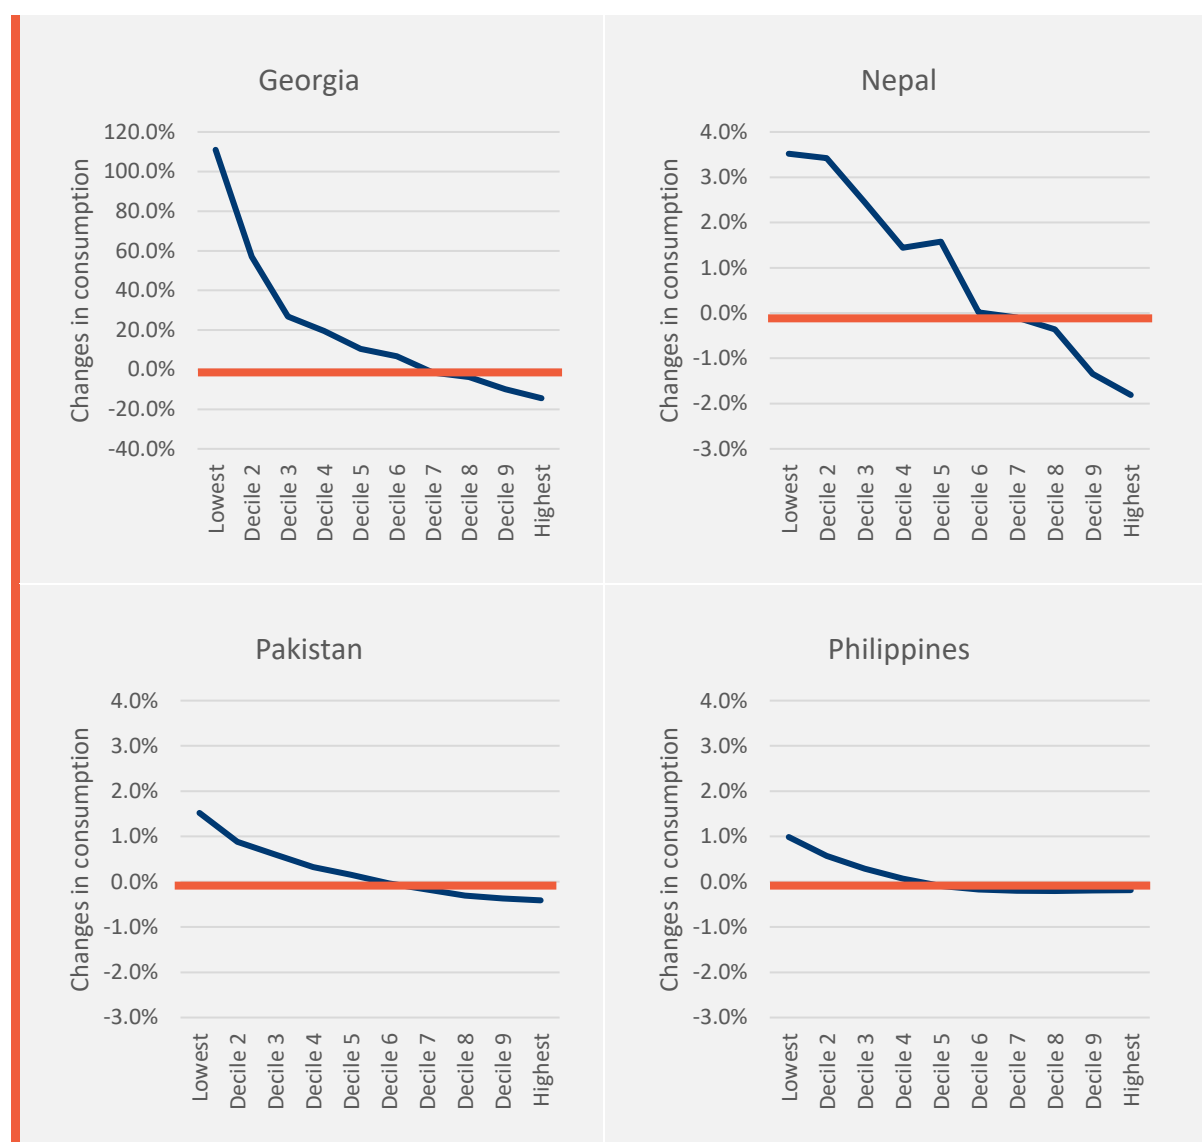 Georgia
Changes in consumption
120.0%
100.0%
80.0%
60.0%
40.0%
20.0%
0.0%
-20.0%
-40.0%
Lowest
Decile 2
Decile 3
Decile 4
Decile 5
Decile 6
Decile 7
Decile 8
Decile 9
Highest
Nepal
Changes in consumption
4.0%
3.0%
2.0%
1.0%
0.0%
-1.0%
-2.0%
-3.0%
Lowest
Decile 2
Decile 3
Decile 4
Decile 5
Decile 6
Decile 7
Decile 8
Decile 9
Highest
Pakistan
Changes in consumption
4.0%
3.0%
2.0%
1.0%
0.0%
-1.0%
-2.0%
-3.0%
Lowest
Decile 2
Decile 3
Decile 4
Decile 5
Decile 6
Decile 7
Decile 8
Decile 9
Highest
Philippines
Changes in consumption
4.0%
3.0%
2.0%
1.0%
0.0%
-1.0%
-2.0%
-3.0%
Lowest
Decile 2
Decile 3
Decile 4
Decile 5
Decile 6
Decile 7
Decile 8
Decile 9
Highest